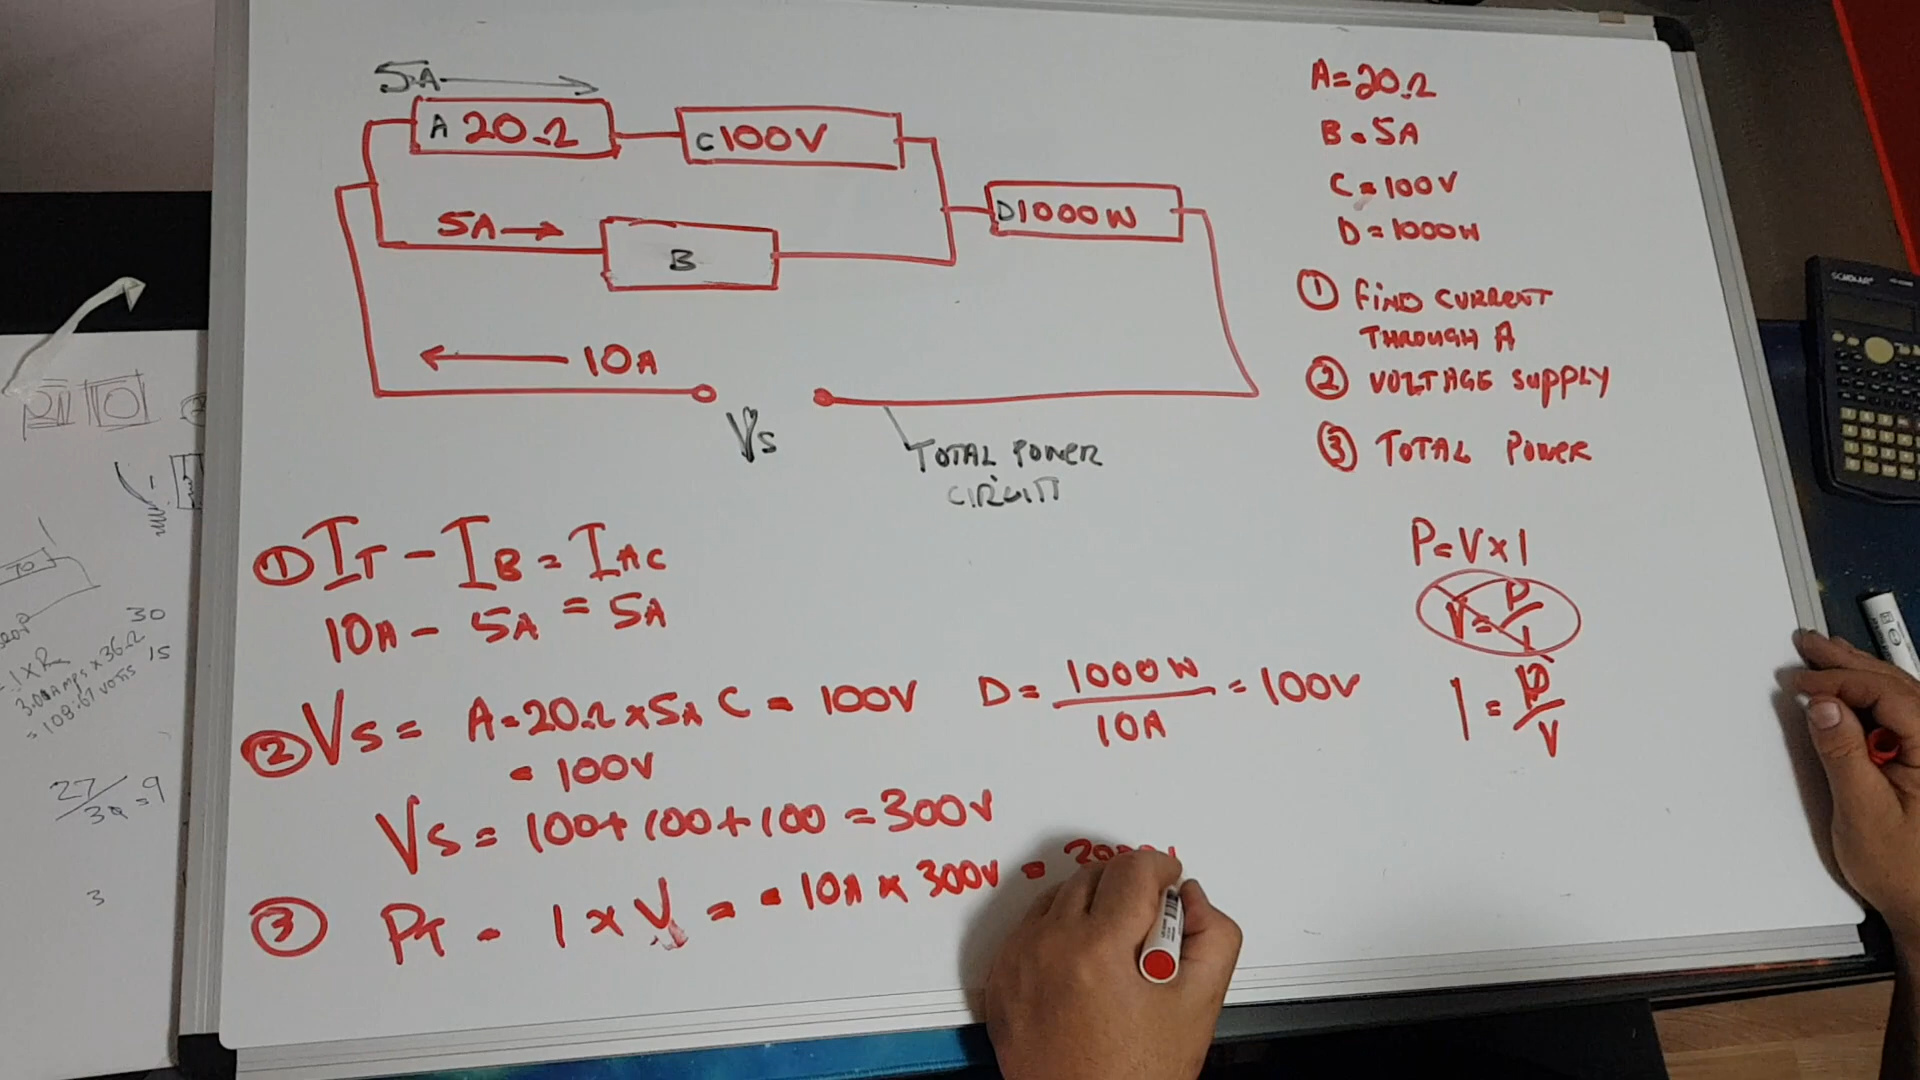 5A
A 20Ω
C 100V
D 1000W
5A
B
10A
Vs
TOTAL POWER
CIRCUIT
A=20Ω
B=5A
C=100V
D=1000W
① FIND CURRENT
THROUGH A
② VOLTAGE SUPPLY
③ TOTAL POWER
P=V×I
V=P/I
I=P/V
① IT - IB = IAC
10A - 5A = 5A
② Vs = A=20Ω×5A C=100V D=1000W/10A=100V
=100V
Vs=100+100+100=300V
③ PT = I×V = =10A×300V =
SCHOLAR
70
30
15
1×R
3.00Amps×36Ω
=108.67 volts
27/3=9
3